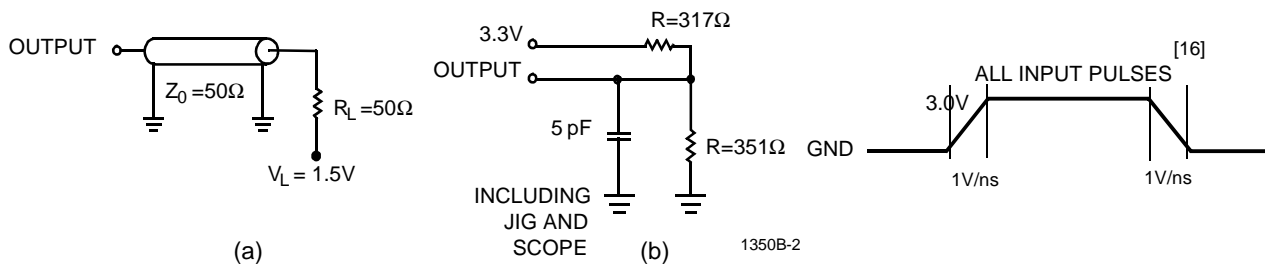 OUTPUT
Z0 =50Ω
RL = 50Ω
VL = 1.5V
(a)
R=317Ω
3.3V
OUTPUT
5 pF
R=351Ω
INCLUDING
JIG AND
SCOPE
(b)
1350B-2
[16]
ALL INPUT PULSES
3.0V
GND
1V/ns
1V/ns